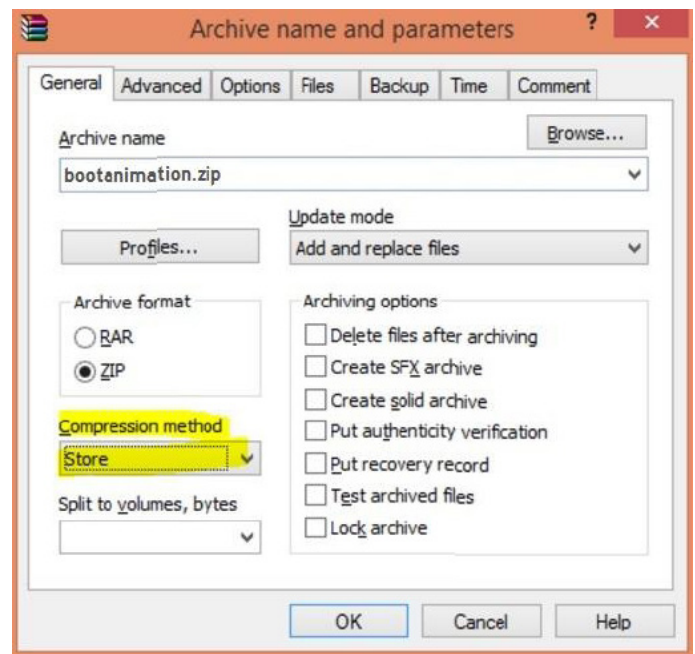 Archive name and parameters ? ×
General Advanced Options Files Backup Time Comment
Archive name
Browse...
bootanimation.zip
Update mode
Profiles...
Add and replace files
Archive format
RAR
ZIP
Compression method
Store
Split to volumes, bytes
Archiving options
Delete files after archiving
Create SFX archive
Create solid archive
Put authenticity verification
Put recovery record
Test archived files
Lock archive
OK Cancel Help